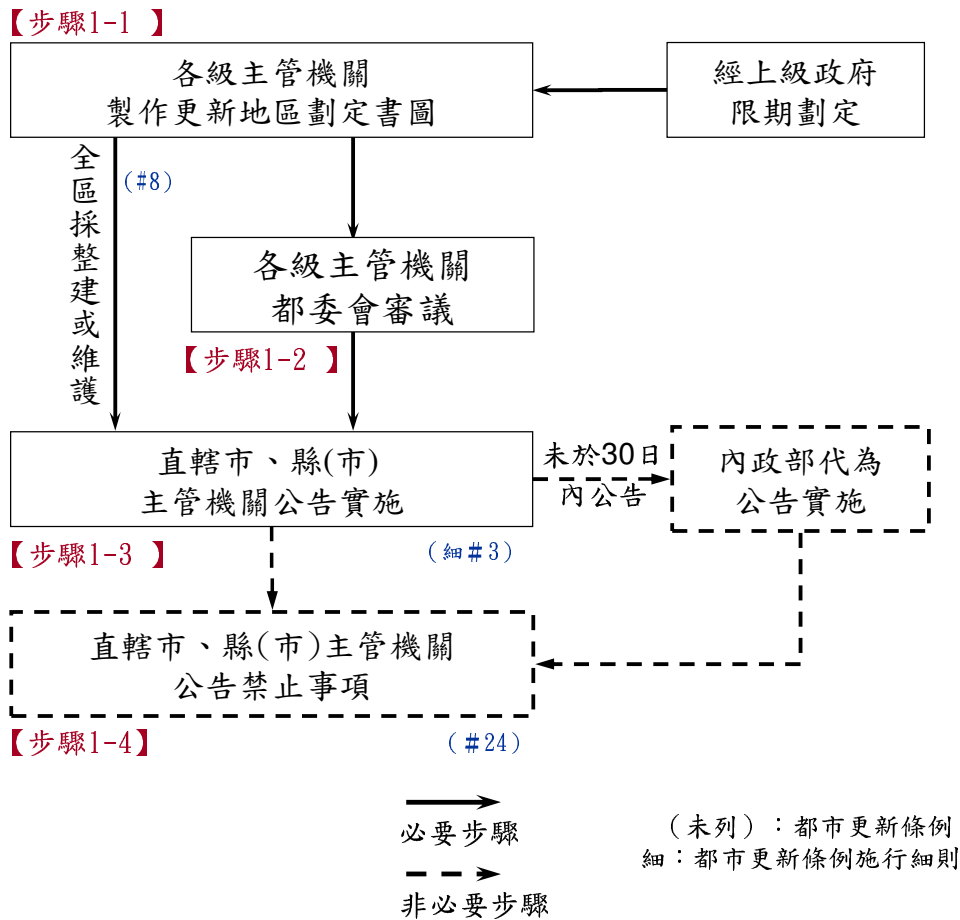 【步驟1-1 】
各級主管機關
製作更新地區劃定書圖
經上級政府
限期劃定
全區採整建或維護
(#8)
各級主管機關
都委會審議
【步驟1-2 】
直轄市、縣(市)
主管機關公告實施
未於30日
內公告
內政部代為
公告實施
【步驟1-3 】
(細#3)
直轄市、縣(市)主管機關
公告禁止事項
【步驟1-4】
(#24)
必要步驟
非必要步驟
(未列):都市更新條例
細:都市更新條例施行細則